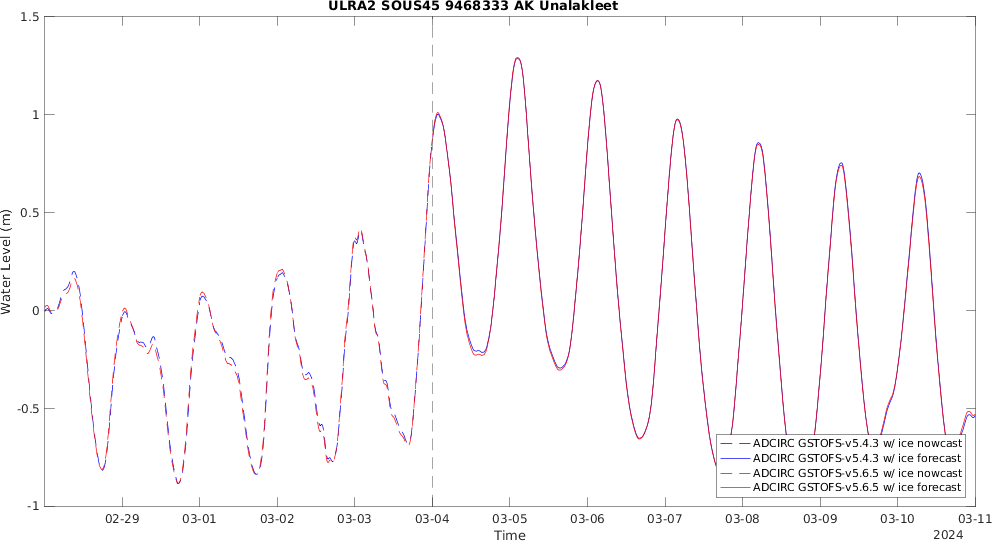 ULRA2 SOUS45 9468333 AK Unalakleet
1.5
1
0.5
0
-0.5
-1
Water Level (m)
02-29
03-01
03-02
03-03
03-04
03-05
03-06
03-07
03-08
03-09
03-10
03-11
Time
2024
ADCIRC GSTOFS-v5.4.3 w/ ice nowcast
ADCIRC GSTOFS-v5.4.3 w/ ice forecast
ADCIRC GSTOFS-v5.6.5 w/ ice nowcast
ADCIRC GSTOFS-v5.6.5 w/ ice forecast